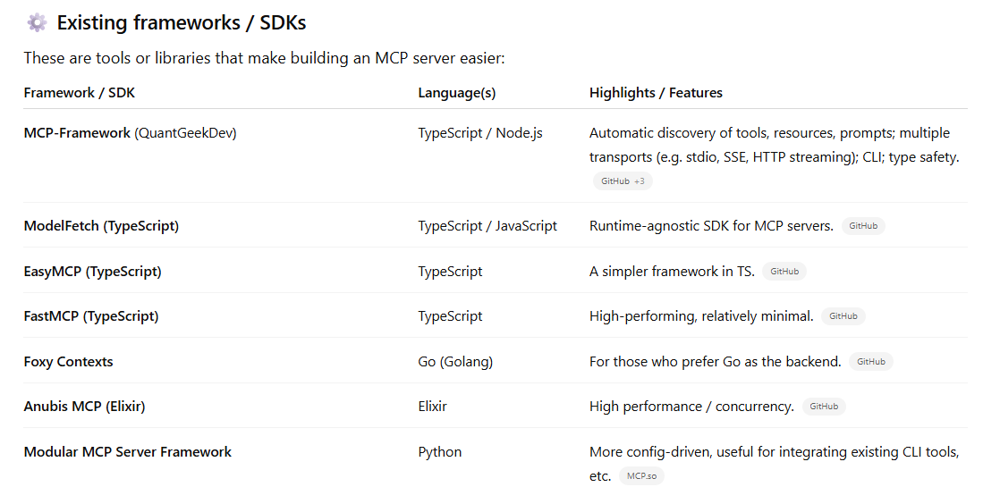 ⚙️ Existing frameworks / SDKs
These are tools or libraries that make building an MCP server easier:
Framework / SDK Language(s) Highlights / Features
MCP-Framework (QuantGeekDev) TypeScript / Node.js Automatic discovery of tools, resources, prompts; multiple
transports (e.g. stdio, SSE, HTTP streaming); CLI; type safety.
GitHub +3
ModelFetch (TypeScript) TypeScript / JavaScript Runtime-agnostic SDK for MCP servers. GitHub
EasyMCP (TypeScript) TypeScript A simpler framework in TS. GitHub
FastMCP (TypeScript) TypeScript High-performing, relatively minimal. GitHub
Foxy Contexts Go (Golang) For those who prefer Go as the backend. GitHub
Anubis MCP (Elixir) Elixir High performance / concurrency. GitHub
Modular MCP Server Framework Python More config-driven, useful for integrating existing CLI tools,
etc. MCP.so